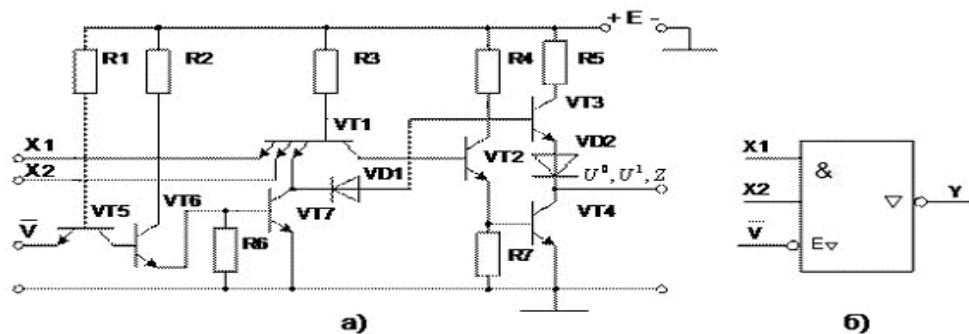 + E -
R1
R2
R3
R4
R5
VT3
VT1
X1
X2
VD1
VT2
VD2
U⁰, U¹, Z
VT5
VT6
VT7
VT4
V̅
R6
R7
а)
X1
X2
V̅
&
E▽
▽
Y
б)